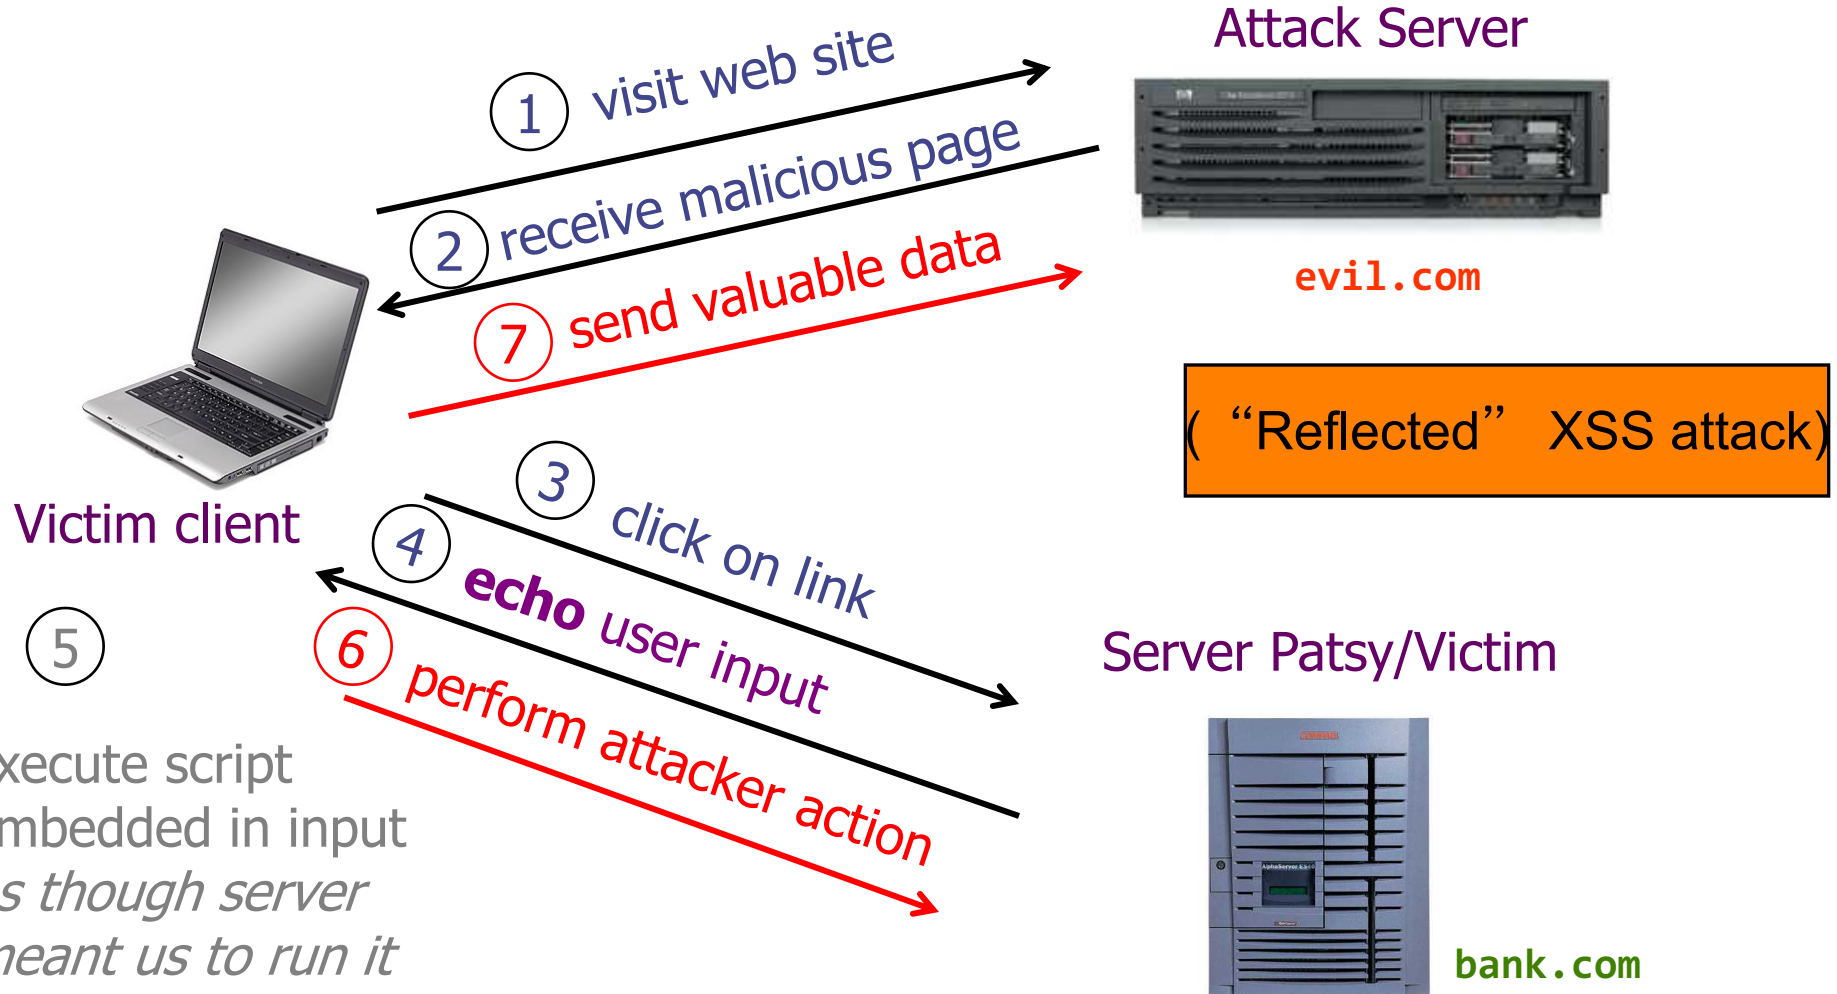 Attack Server
1 visit web site
2 receive malicious page
7 send valuable data
evil.com
( “Reflected” XSS attack)
Victim client
3 click on link
4 echo user input
5
6 perform attacker action
Server Patsy/Victim
xecute script
mbedded in input
s though server
meant us to run it
bank.com